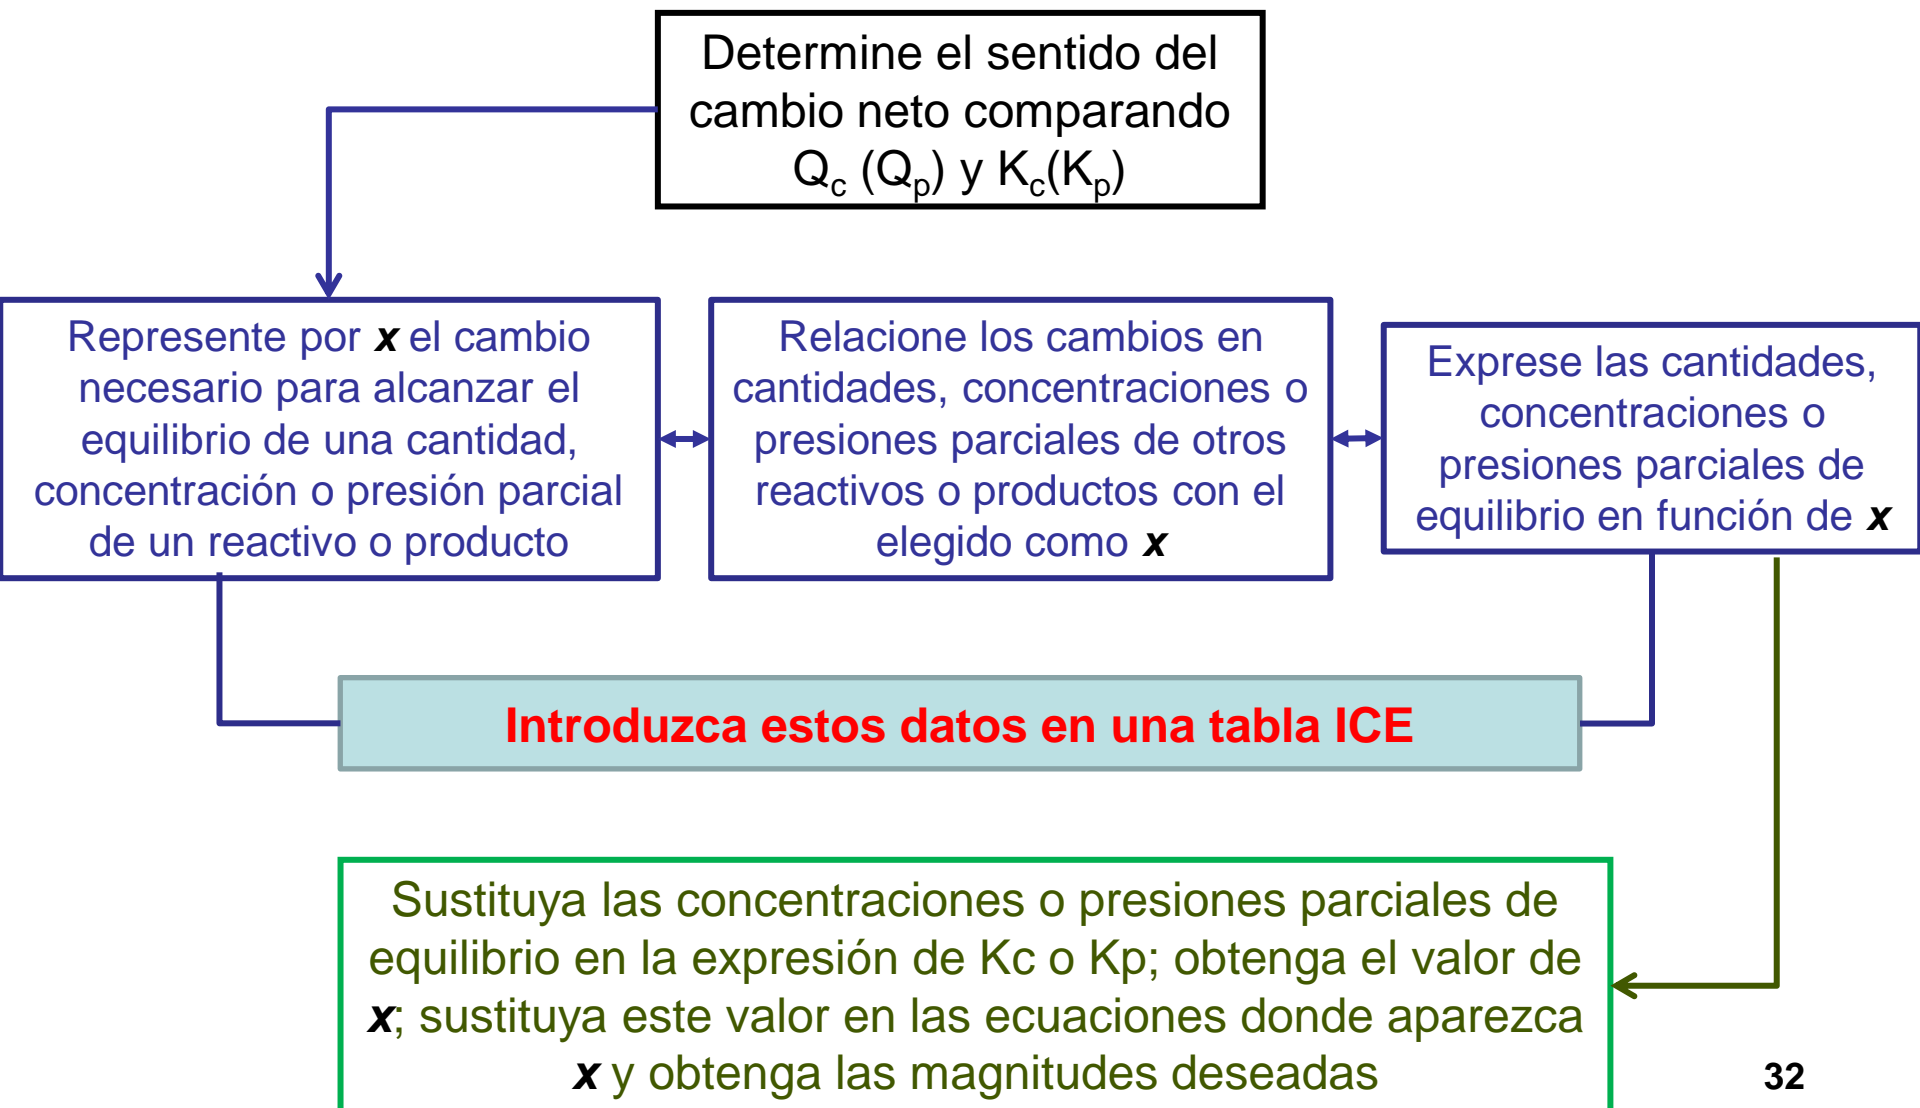 Determine el sentido del
cambio neto comparando
Qc (Qp) y Kc(Kp)
Represente por x el cambio
necesario para alcanzar el
equilibrio de una cantidad,
concentración o presión parcial
de un reactivo o producto
Relacione los cambios en
cantidades, concentraciones o
presiones parciales de otros
reactivos o productos con el
elegido como x
Exprese las cantidades,
concentraciones o
presiones parciales de
equilibrio en función de x
Introduzca estos datos en una tabla ICE
Sustituya las concentraciones o presiones parciales de
equilibrio en la expresión de Kc o Kp; obtenga el valor de
x; sustituya este valor en las ecuaciones donde aparezca
x y obtenga las magnitudes deseadas
32